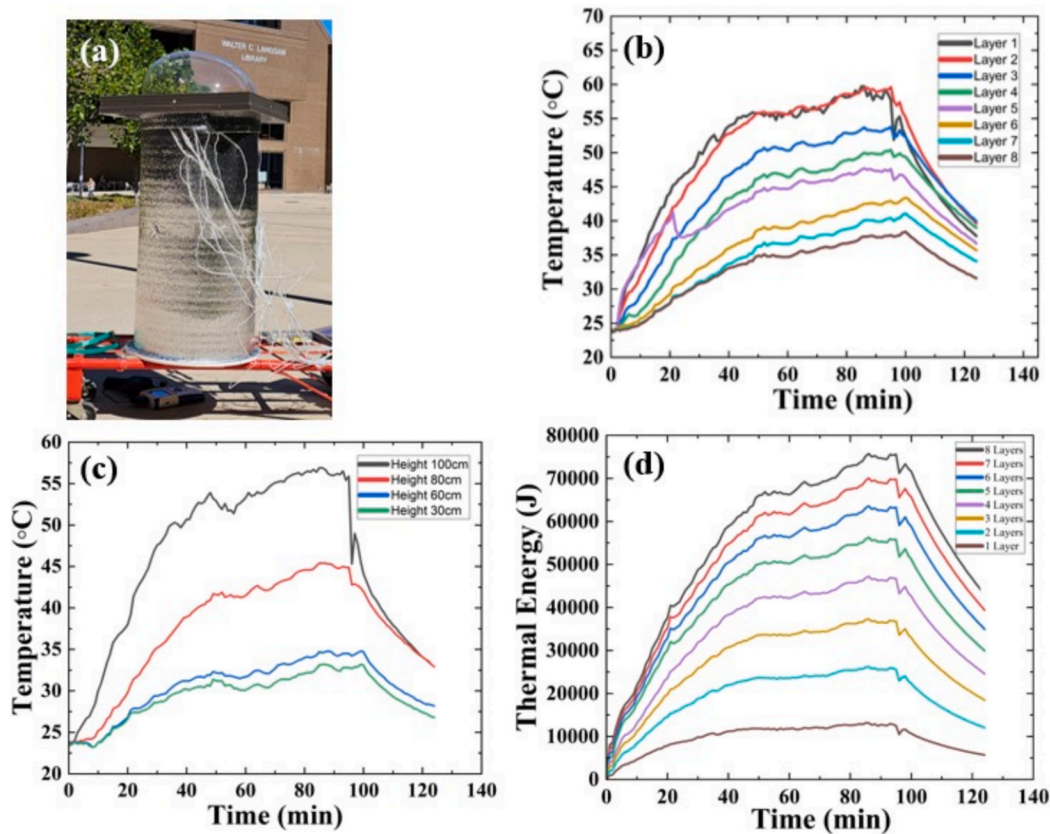 (a)
WALTER C. LANGSAM
LIBRARY
(b)
70
65
60
55
50
45
40
35
30
25
20
Temperature (○C)
Layer 1
Layer 2
Layer 3
Layer 4
Layer 5
Layer 6
Layer 7
Layer 8
0 20 40 60 80 100 120 140
Time (min)
(c)
60
55
50
45
40
35
30
25
20
Temperature (○C)
Height 100cm
Height 80cm
Height 60cm
Height 30cm
0 20 40 60 80 100 120 140
Time (min)
(d)
80000
70000
60000
50000
40000
30000
20000
10000
0
Thermal Energy (J)
8 Layers
7 Layers
6 Layers
5 Layers
4 Layers
3 Layers
2 Layers
1 Layer
0 20 40 60 80 100 120 140
Time (min)